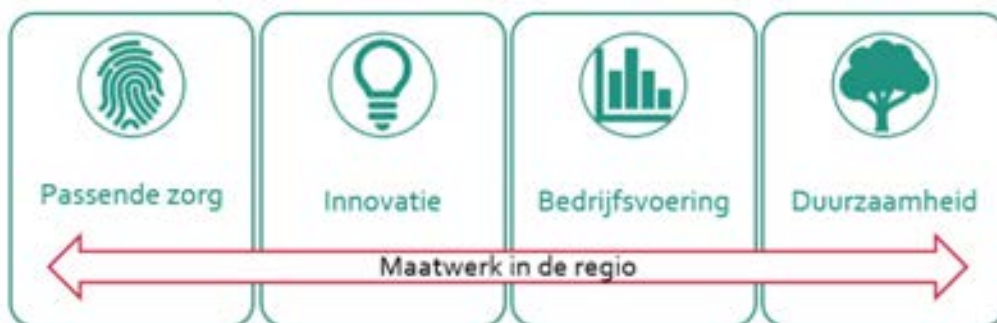 Passende zorg
Innovatie
Bedrijfsvoering
Duurzaamheid
Maatwerk in de regio